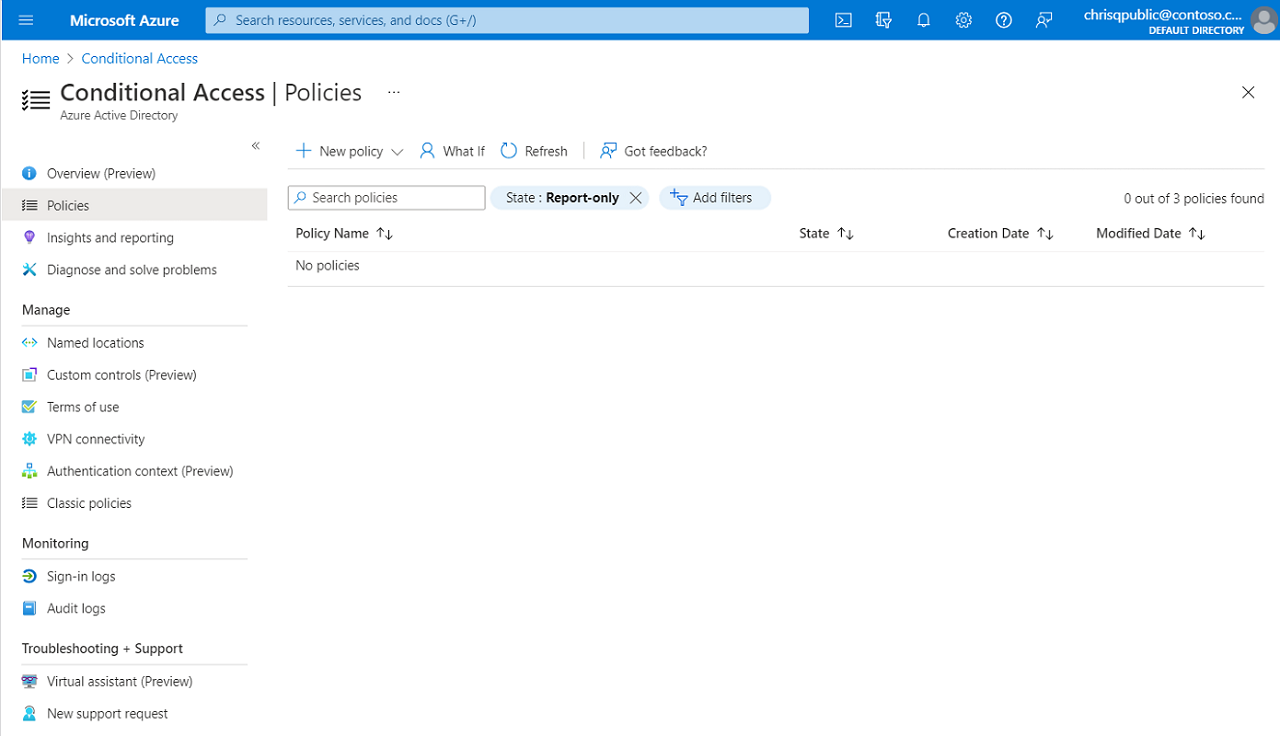 Microsoft Azure
Search resources, services, and docs (G+/)
chrisqpublic@contoso.c...
DEFAULT DIRECTORY
Home > Conditional Access
Conditional Access | Policies ...
Azure Active Directory
«
New policy
What If
Refresh
Got feedback?
Overview (Preview)
Policies
Insights and reporting
Diagnose and solve problems
Manage
Named locations
Custom controls (Preview)
Terms of use
VPN connectivity
Authentication context (Preview)
Classic policies
Monitoring
Sign-in logs
Audit logs
Troubleshooting + Support
Virtual assistant (Preview)
New support request
Search policies
State : Report-only
Add filters
0 out of 3 policies found
Policy Name ↑↓ State ↑↓ Creation Date ↑↓ Modified Date ↑↓
No policies